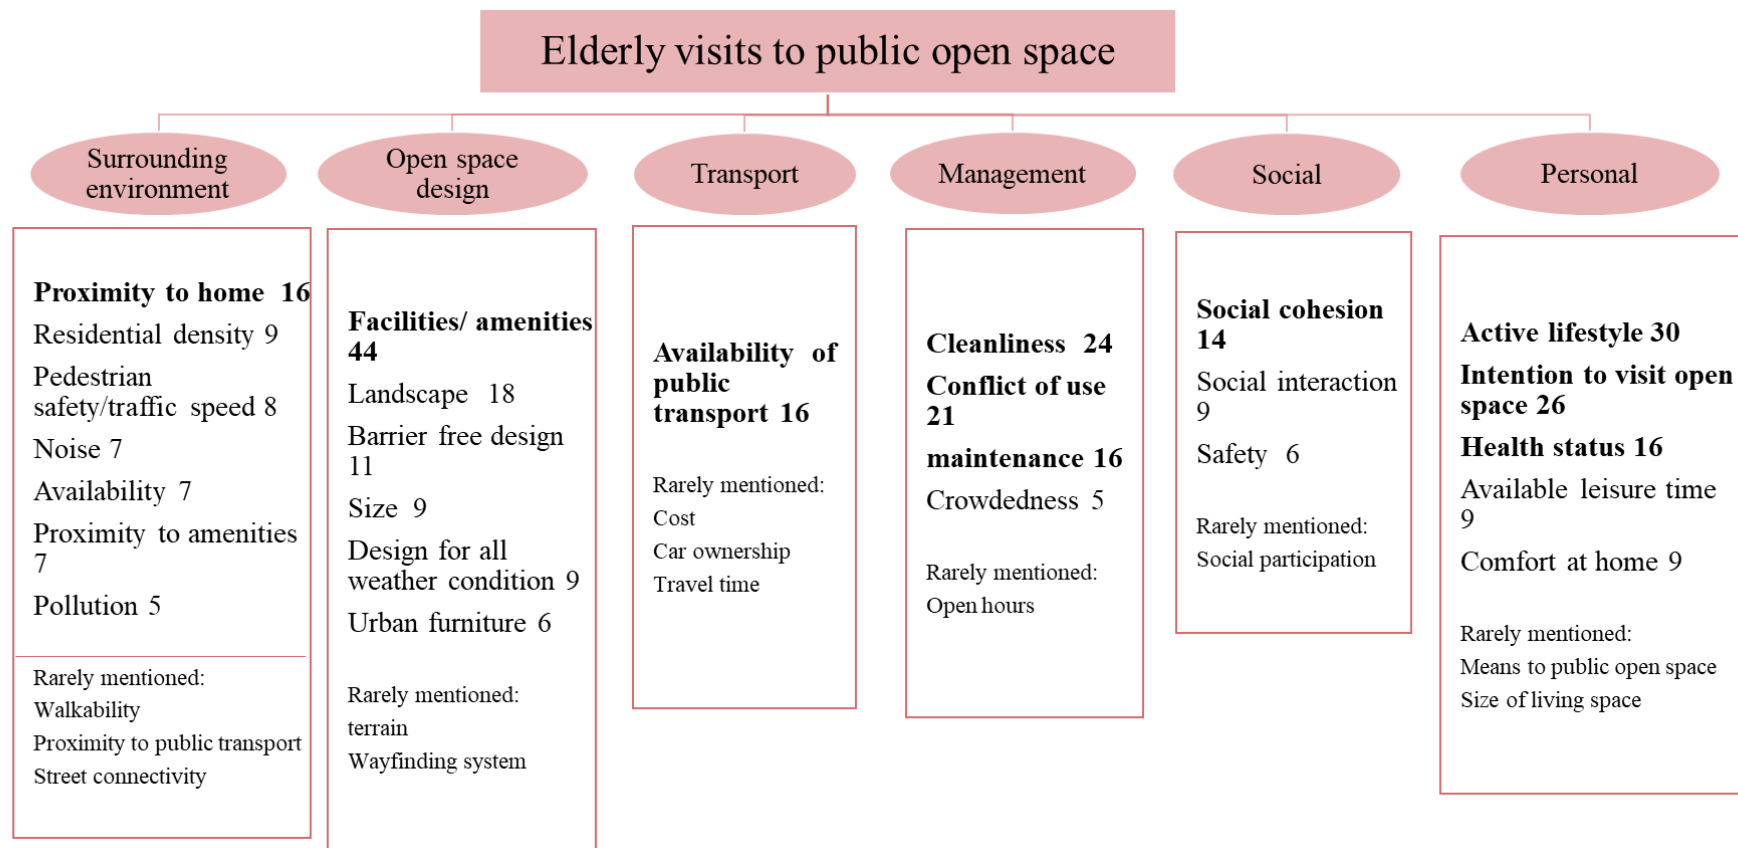 Elderly visits to public open space
Surrounding
environment
Proximity to home 16
Residential density 9
Pedestrian
safety/traffic speed 8
Noise 7
Availability 7
Proximity to amenities
7
Pollution 5
Rarely mentioned:
Walkability
Proximity to public transport
Street connectivity
Open space
design
Facilities/ amenities
44
Landscape 18
Barrier free design
11
Size 9
Design for all
weather condition 9
Urban furniture 6
Rarely mentioned:
terrain
Wayfinding system
Transport
Availability of
public
transport 16
Rarely mentioned:
Cost
Car ownership
Travel time
Management
Cleanliness 24
Conflict of use
21
maintenance 16
Crowdedness 5
Rarely mentioned:
Open hours
Social
Social cohesion
14
Social interaction
9
Safety 6
Rarely mentioned:
Social participation
Personal
Active lifestyle 30
Intention to visit open
space 26
Health status 16
Available leisure time
9
Comfort at home 9
Rarely mentioned:
Means to public open space
Size of living space